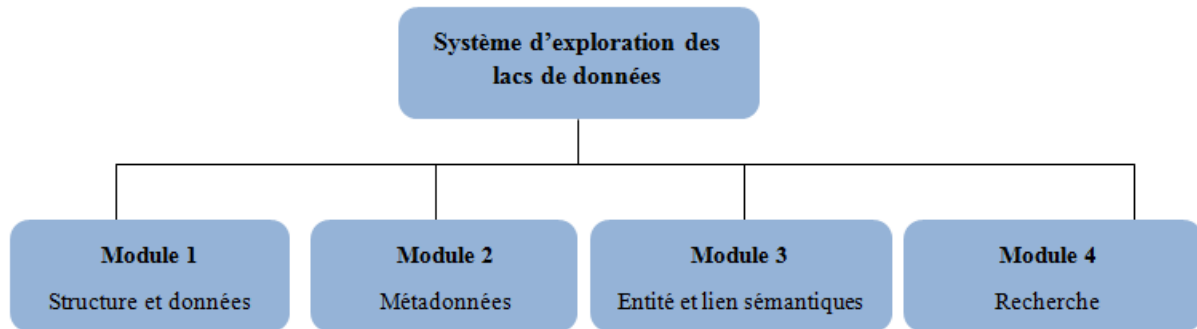 Système d’exploration des
lacs de données
Module 1
Structure et données
Module 2
Métadonnées
Module 3
Entité et lien sémantiques
Module 4
Recherche